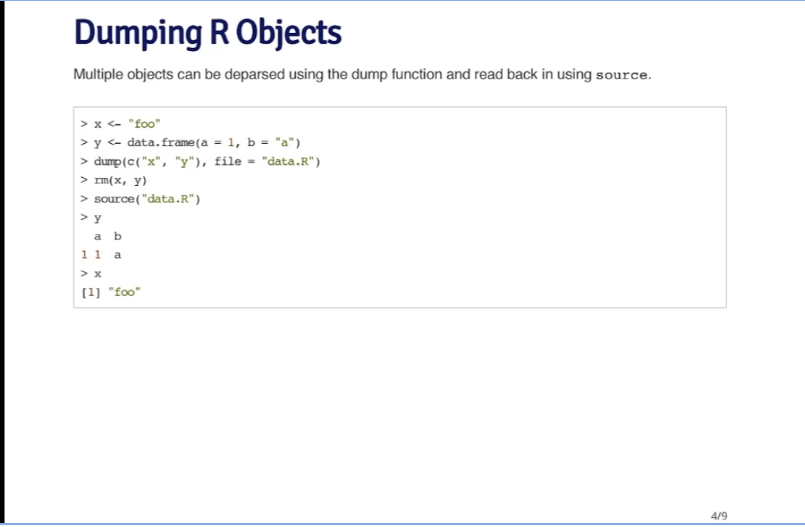 Dumping R Objects
Multiple objects can be deparsed using the dump function and read back in using source.
> x <- "foo"
> y <- data.frame(a = 1, b = "a")
> dump(c("x", "y"), file = "data.R")
> rm(x, y)
> source("data.R")
> y
  a b
1 1 a
> x
[1] "foo"
4/9